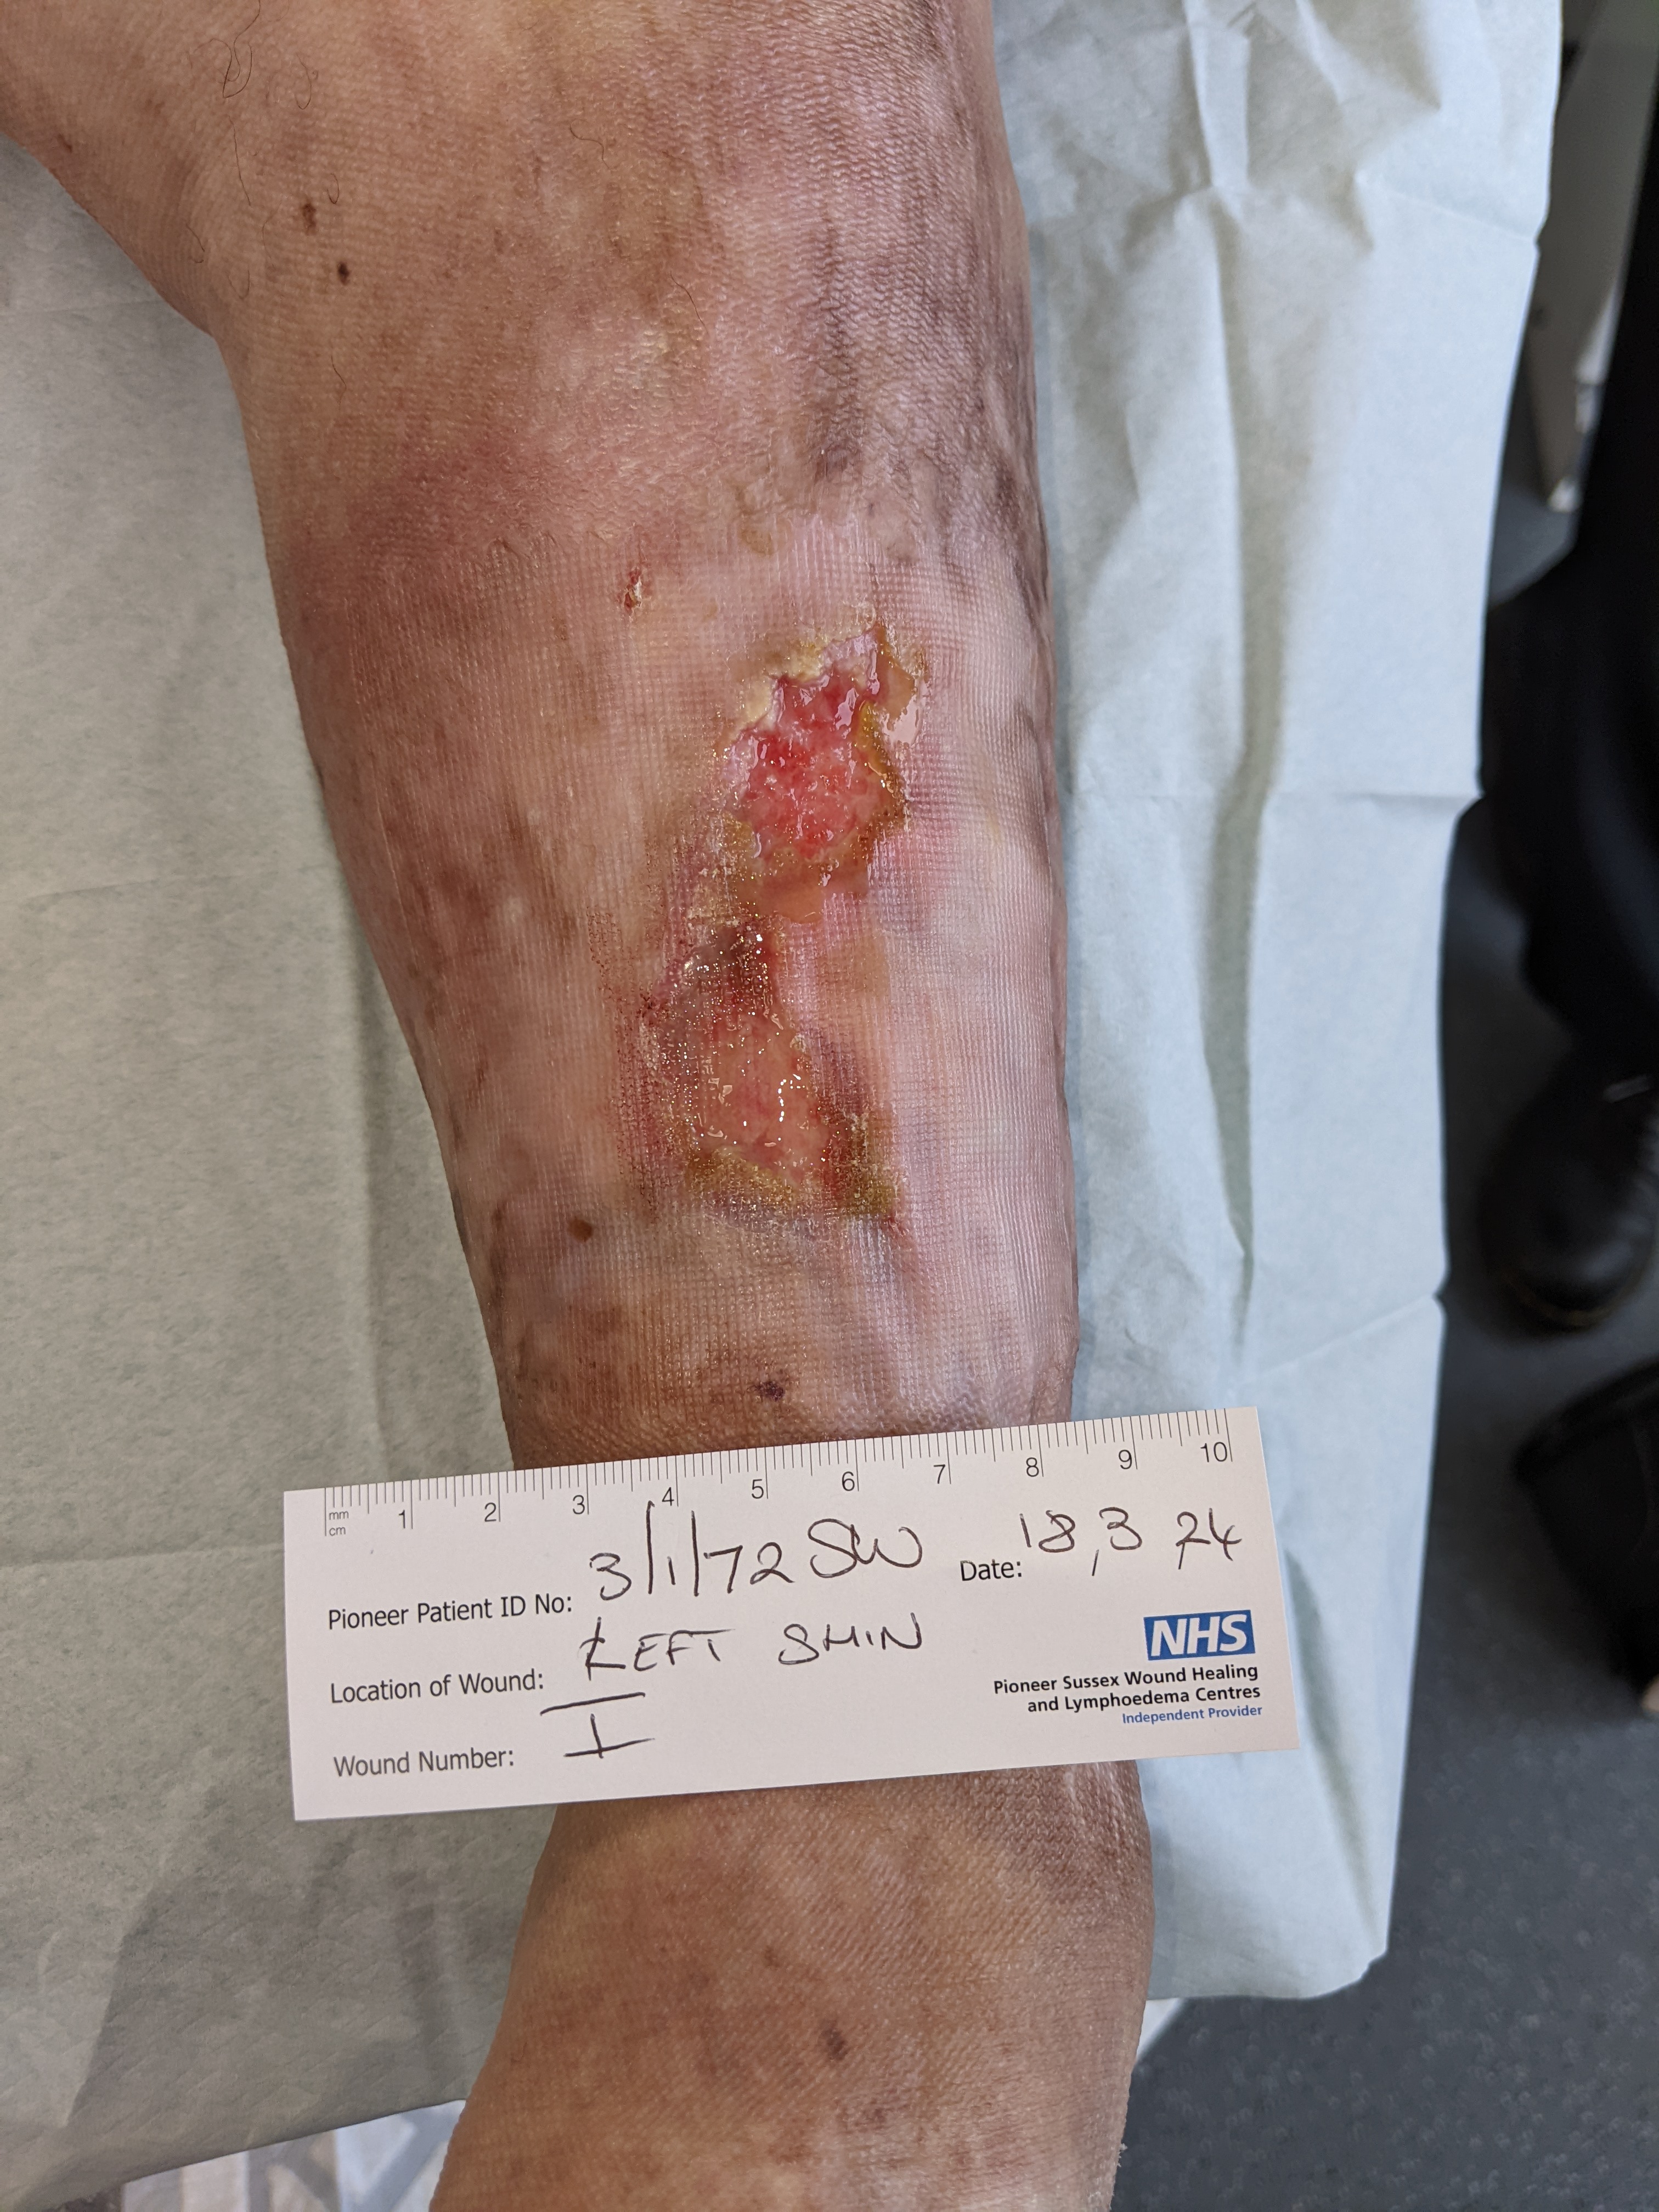 mm 1 2 3 4 5 6 7 8 9 10
cm
Pioneer Patient ID No: 3/1/72 SW Date: 18,3 24
Location of Wound: LEFT SHIN
Wound Number: I
NHS
Pioneer Sussex Wound Healing
and Lymphoedema Centres
Independent Provider